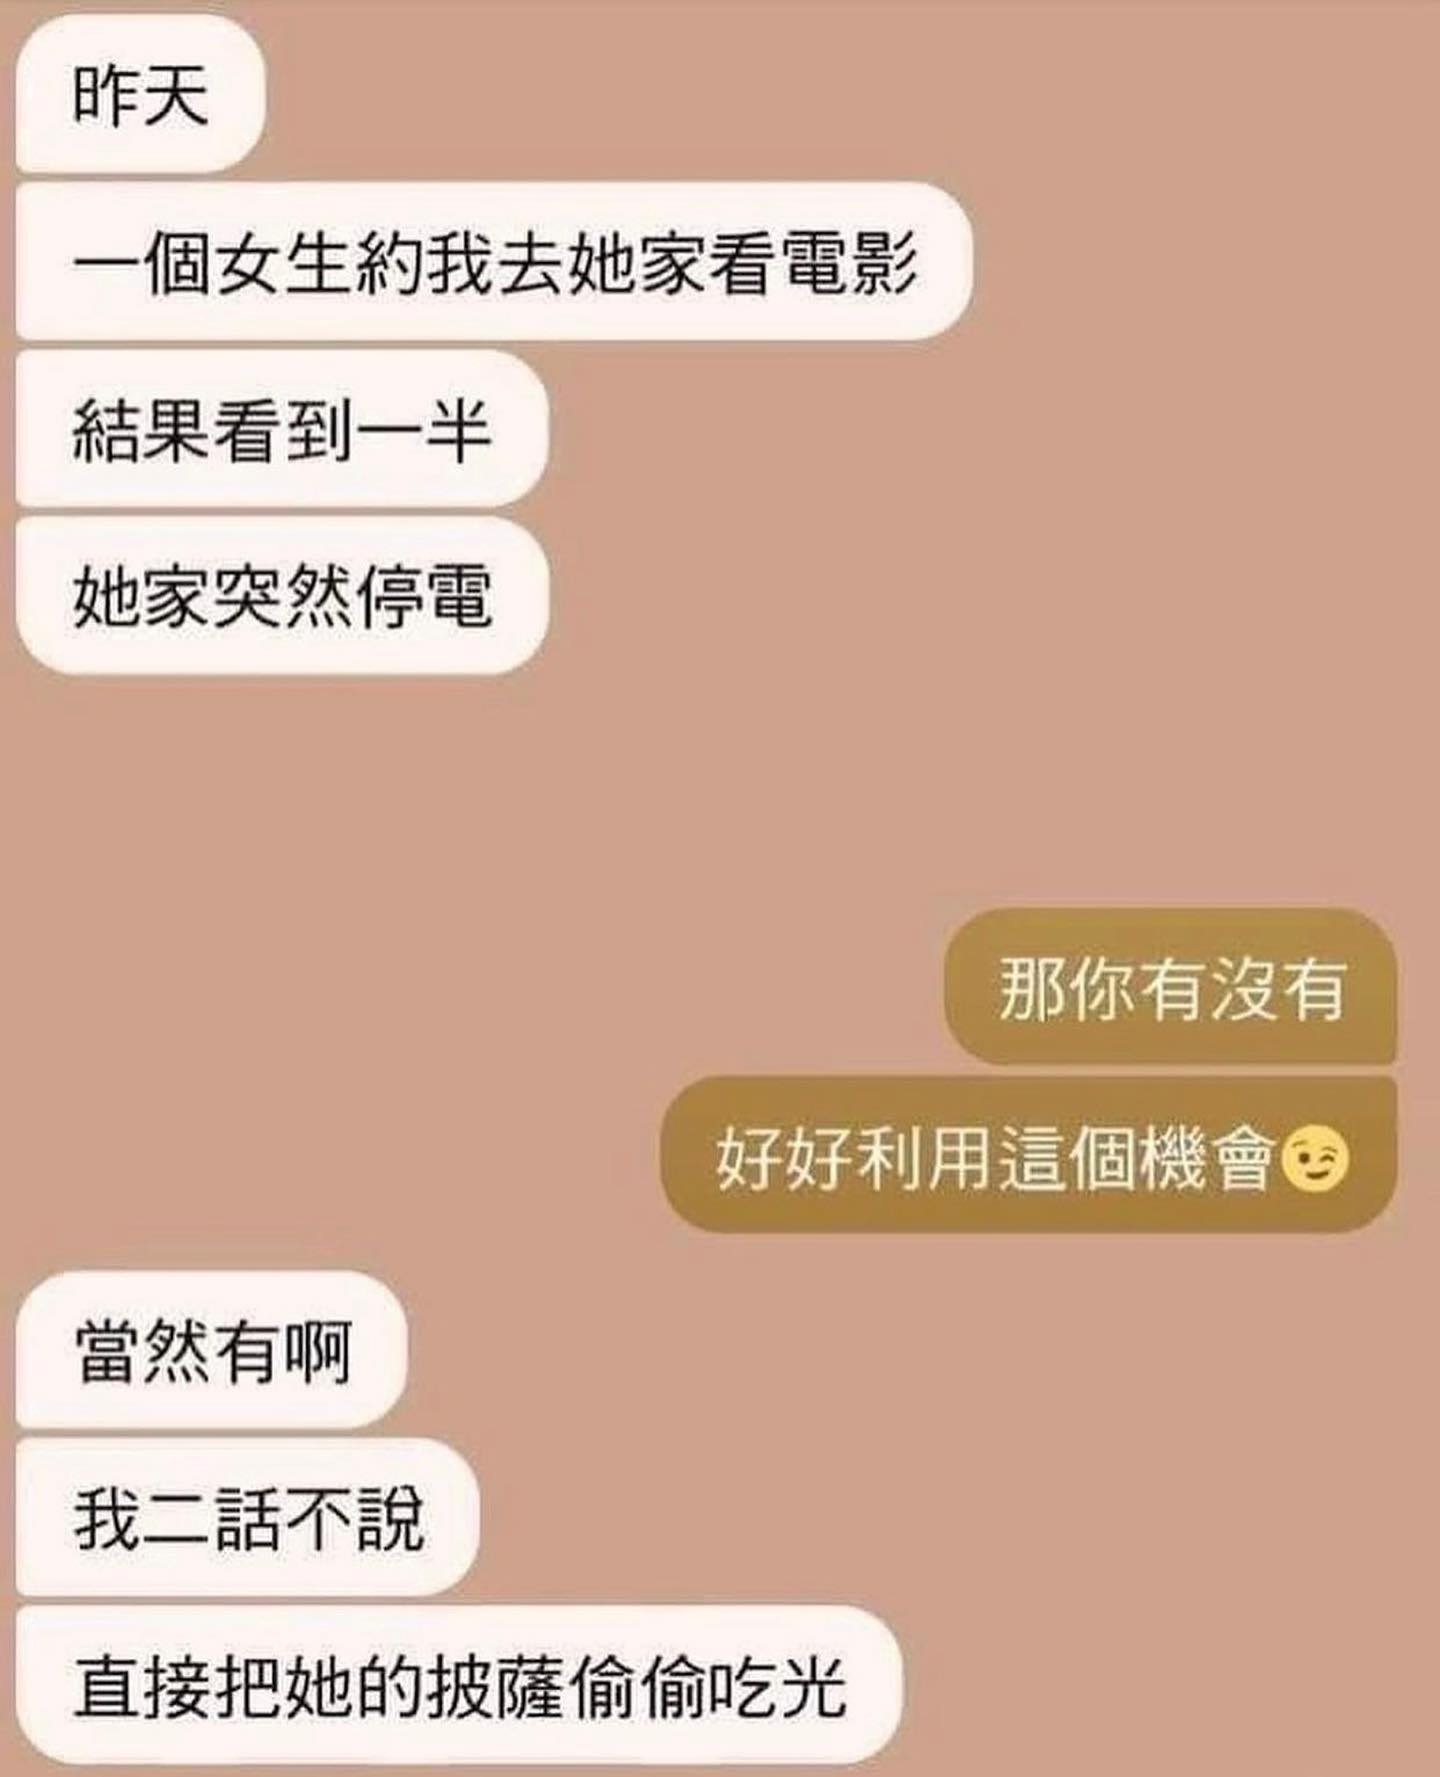 昨天
一個女生約我去她家看電影
結果看到一半
她家突然停電
那你有沒有
好好利用這個機會😉
當然有啊
我二話不說
直接把她的披薩偷偷吃光